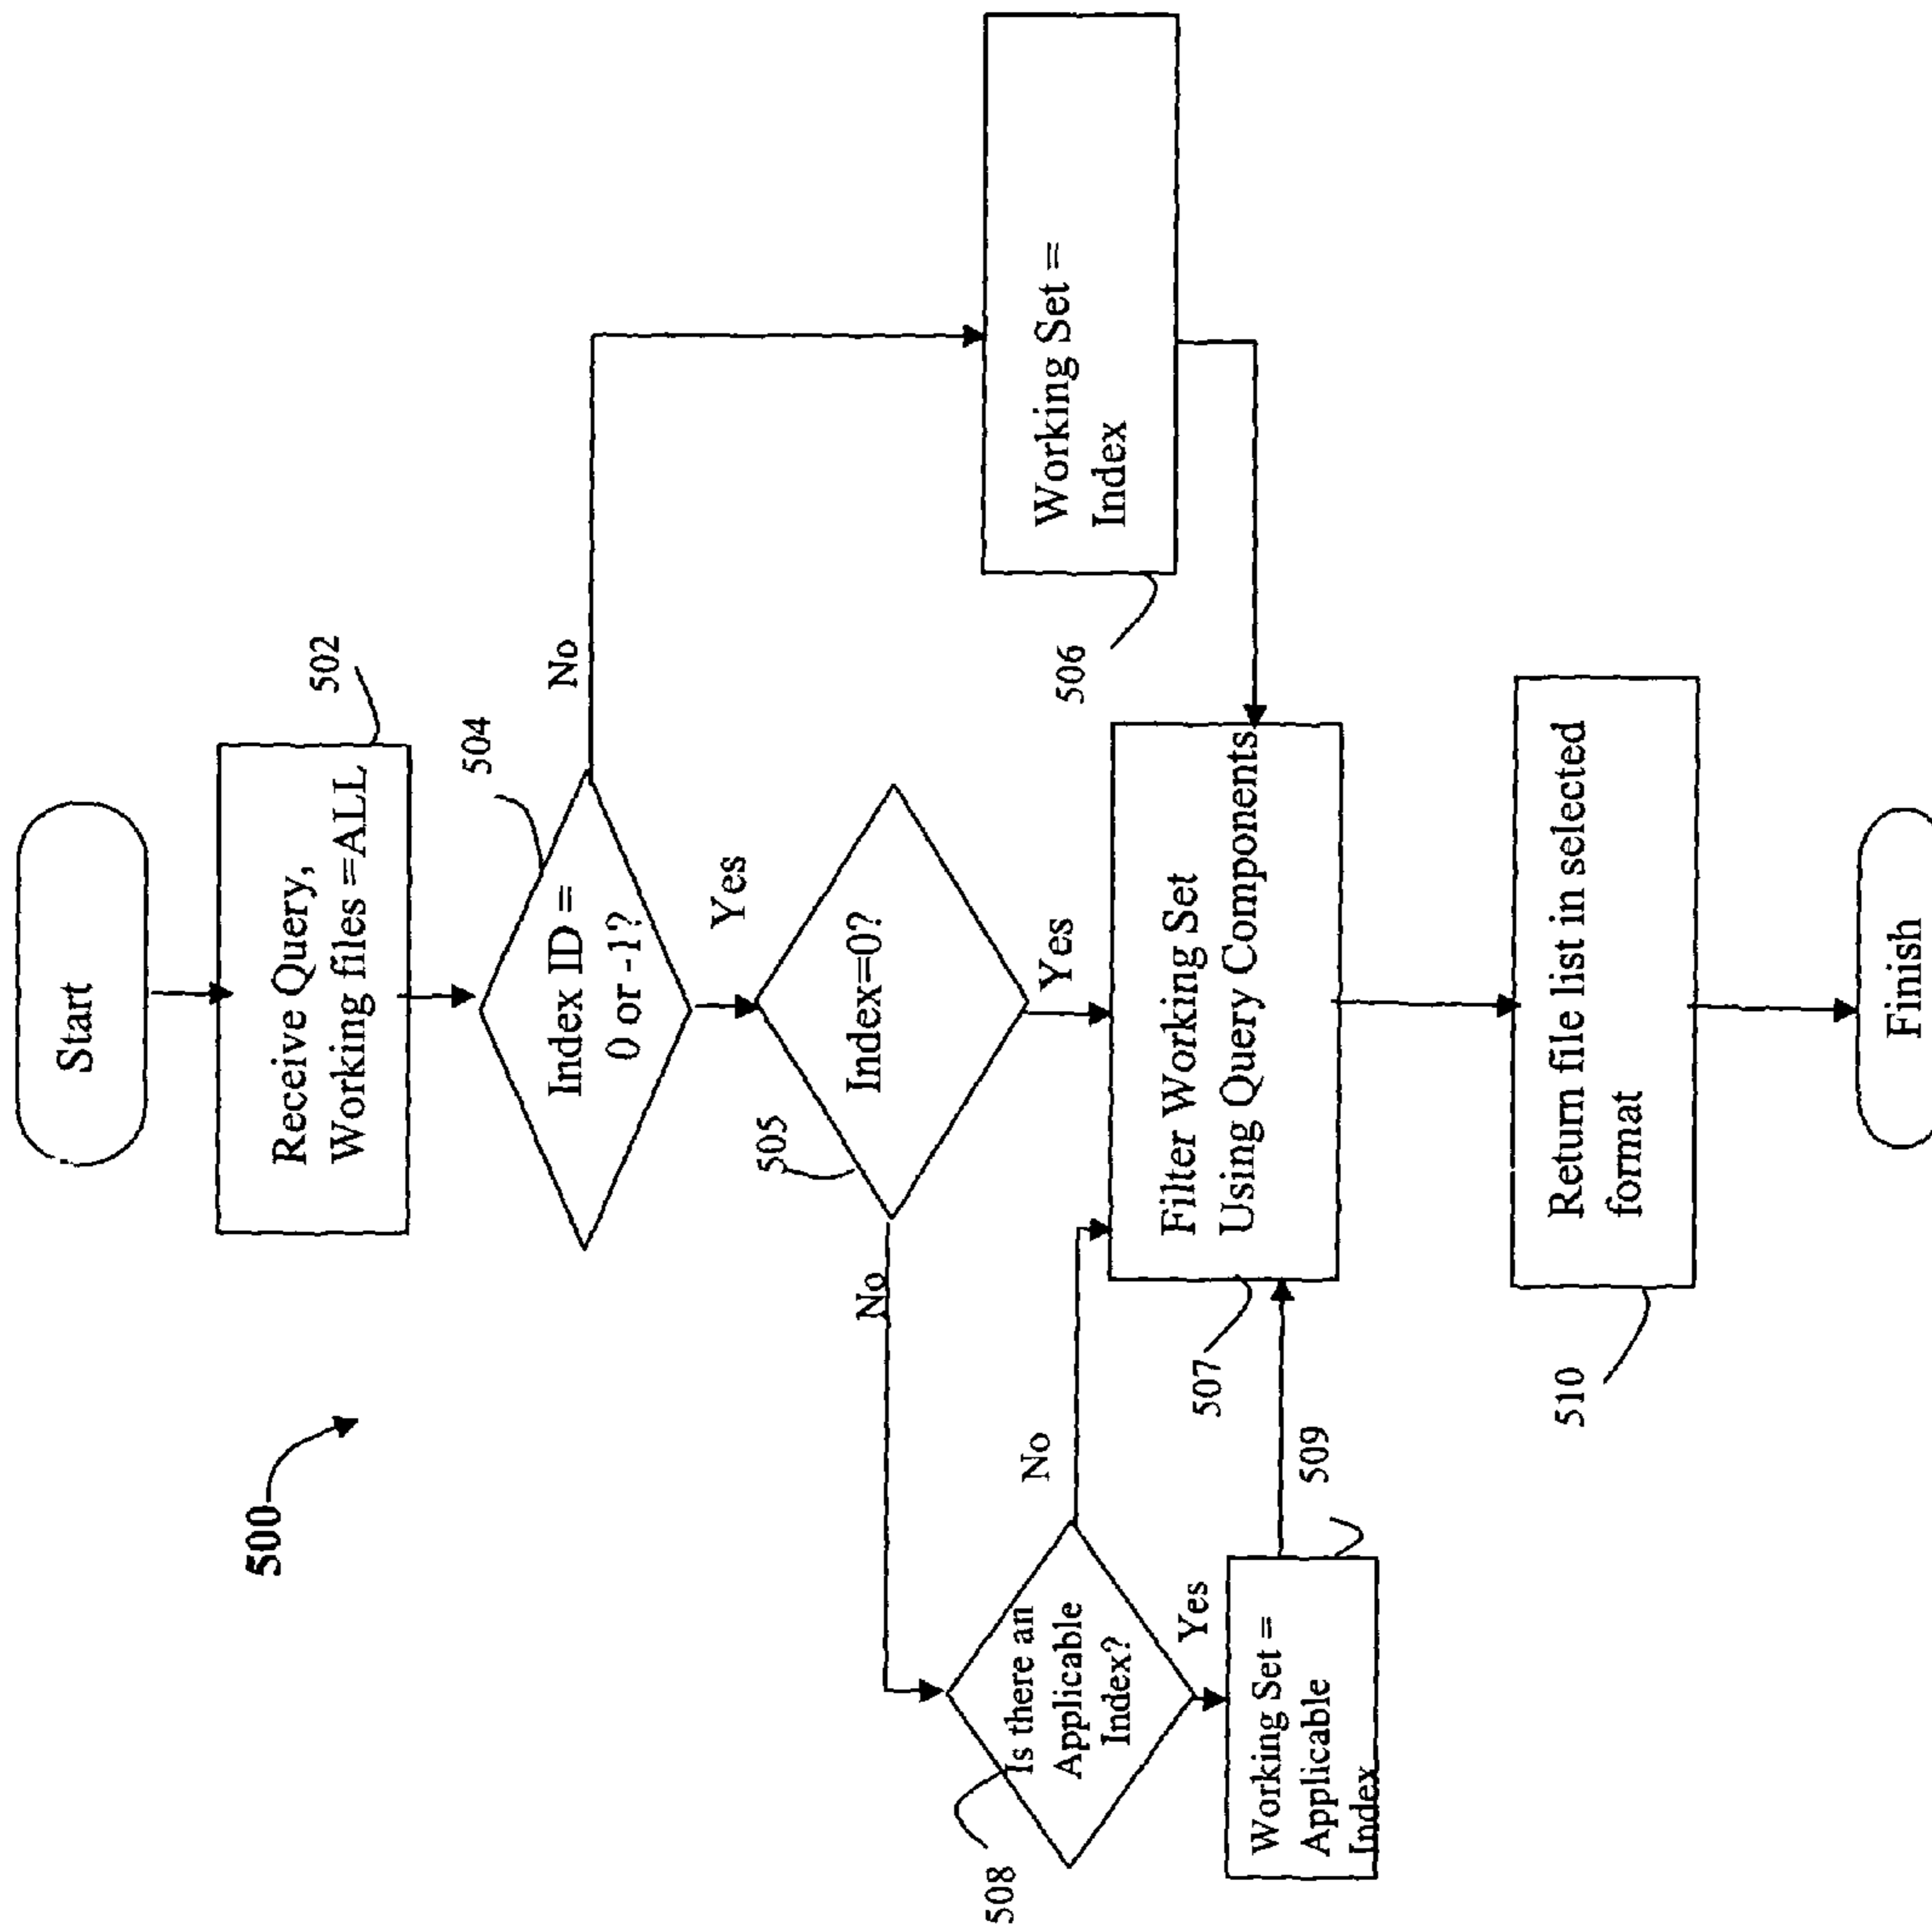 500
Start
Receive Query,
Working files =ALL
502
504
Index ID =
0 or -1?
No
Yes
505
Index=0?
No
Yes
506
Working Set =
Index
508
Is there an
Applicable
Index?
No
Yes
509
Working Set =
Applicable
Index
507
Filter Working Set
Using Query Components
510
Return file list in selected
format
Finish